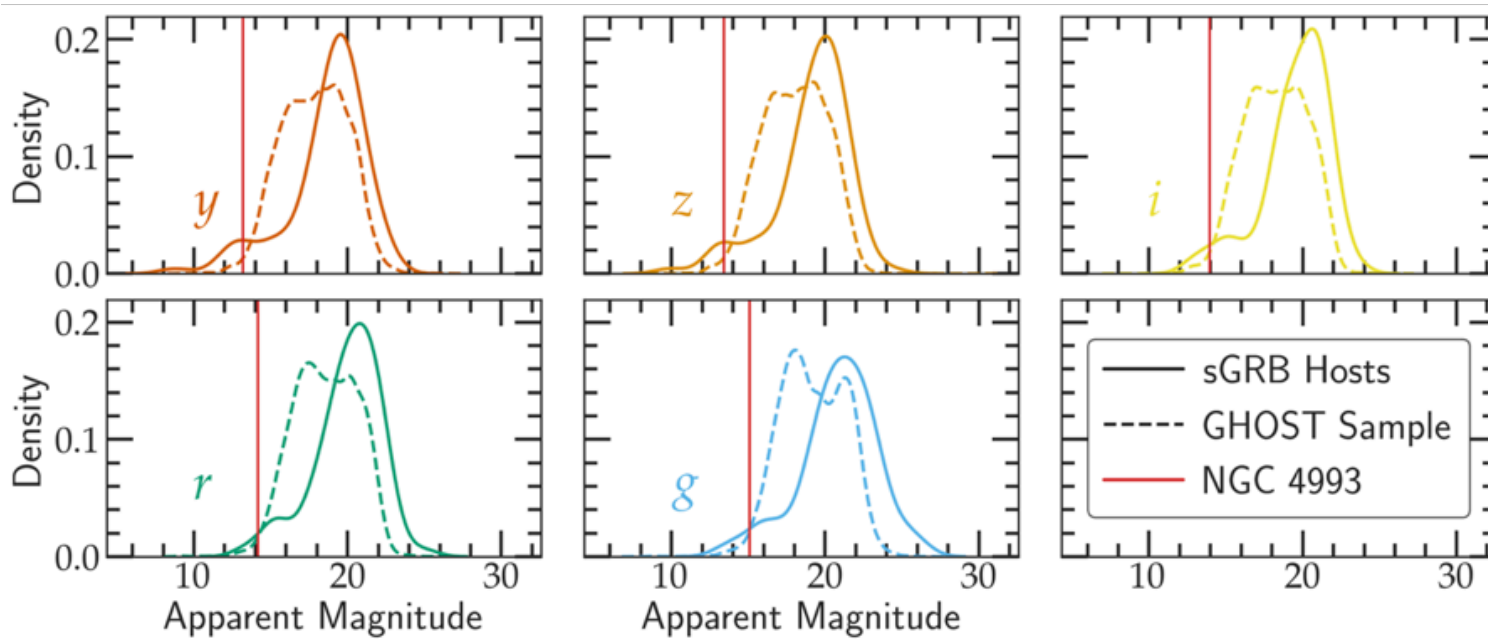 0.2
0.1
0.0
Density
y
z
i
0.2
0.1
0.0
Density
r
g
10 20 30
10 20 30
10 20 30
Apparent Magnitude
Apparent Magnitude
sGRB Hosts
GHOST Sample
NGC 4993